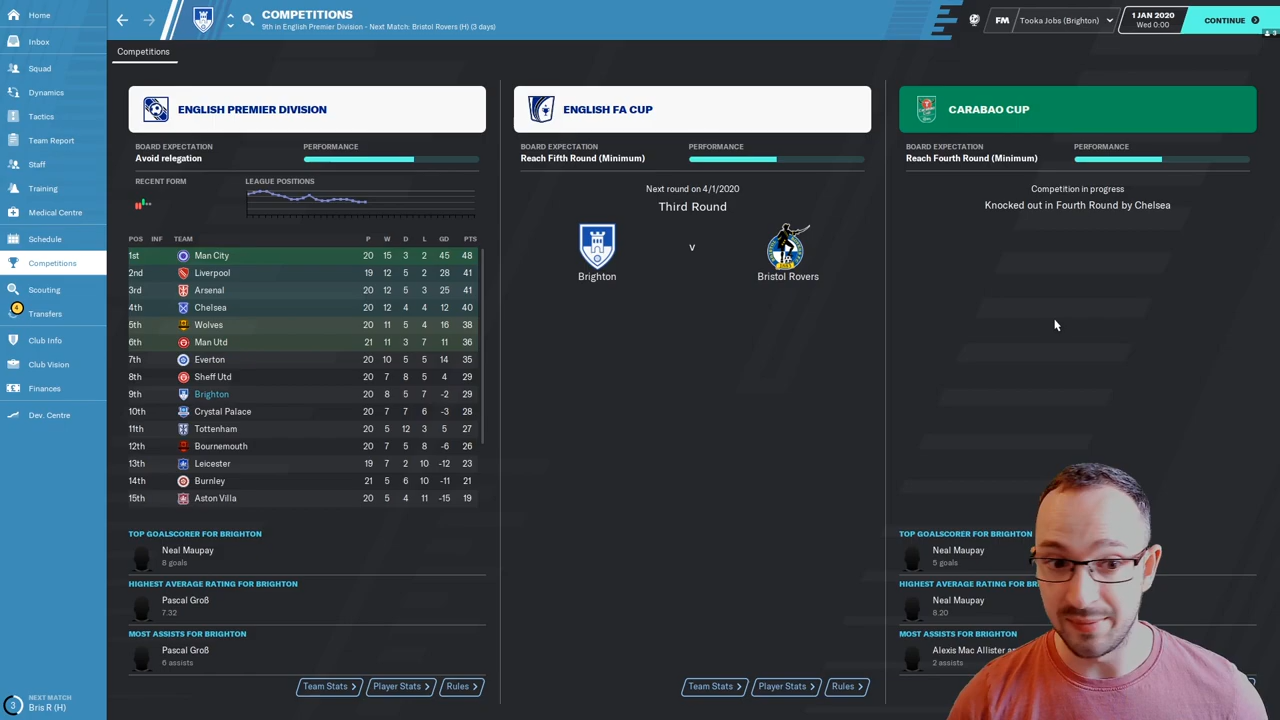 Home
Inbox
Squad
Dynamics
Tactics
Team Report
Staff
Training
Medical Centre
Schedule
Competitions
Scouting
4
Transfers
Club Info
Club Vision
Finances
Dev. Centre
3
NEXT MATCH
Bris R (H)
COMPETITIONS
9th in English Premier Division - Next Match: Bristol Rovers (H) (3 days)
FM
Tooka Jobs (Brighton)
1 JAN 2020
Wed 0:00
CONTINUE
3
Competitions
ENGLISH PREMIER DIVISION
BOARD EXPECTATION PERFORMANCE
Avoid relegation
RECENT FORM LEAGUE POSITIONS
POS INF TEAM P W D L GD PTS
1st Man City 20 15 3 2 45 48
2nd Liverpool 19 12 5 2 28 41
3rd Arsenal 20 12 5 3 25 41
4th Chelsea 20 12 4 4 12 40
5th Wolves 20 11 5 4 16 38
6th Man Utd 21 11 3 7 11 36
7th Everton 20 10 5 5 14 35
8th Sheff Utd 20 7 8 5 4 29
9th Brighton 20 8 5 7 -2 29
10th Crystal Palace 20 7 7 6 -3 28
11th Tottenham 20 5 12 3 5 27
12th Bournemouth 20 7 5 8 -6 26
13th Leicester 19 7 2 10 -12 23
14th Burnley 21 5 6 10 -11 21
15th Aston Villa 20 5 4 11 -15 19
TOP GOALSCORER FOR BRIGHTON
Neal Maupay
8 goals
HIGHEST AVERAGE RATING FOR BRIGHTON
Pascal Groß
7.32
MOST ASSISTS FOR BRIGHTON
Pascal Groß
6 assists
Team Stats Player Stats Rules
ENGLISH FA CUP
BOARD EXPECTATION PERFORMANCE
Reach Fifth Round (Minimum)
Next round on 4/1/2020
Third Round
v
Brighton Bristol Rovers
Team Stats Player Stats Rules
CARABAO CUP
BOARD EXPECTATION PERFORMANCE
Reach Fourth Round (Minimum)
Competition in progress
Knocked out in Fourth Round by Chelsea
TOP GOALSCORER FOR BRIGHTON
Neal Maupay
5 goals
HIGHEST AVERAGE RATING FOR
Neal Maupay
8.20
MOST ASSISTS FOR BRIGHTON
Alexis Mac Allister
2 assists